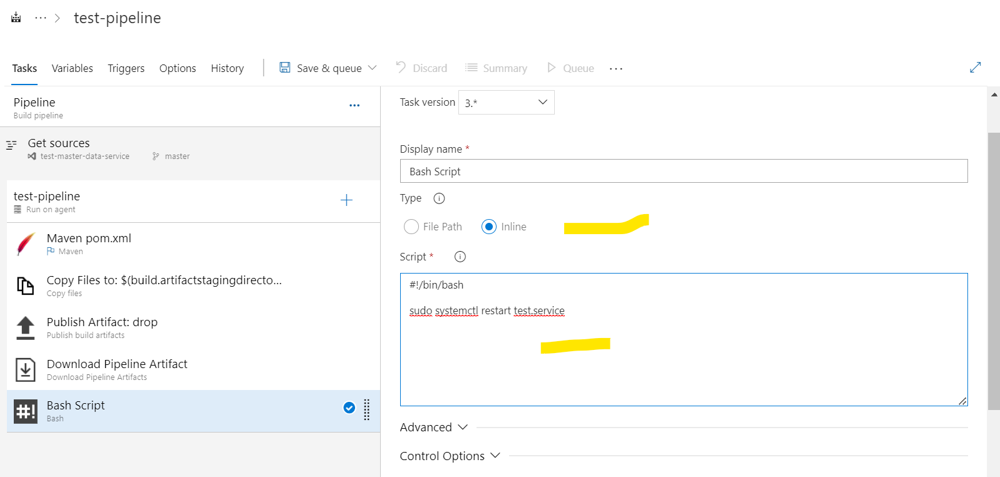 ... > test-pipeline
Tasks Variables Triggers Options History Save & queue Discard Summary Queue ...
Pipeline ...
Build pipeline
Get sources
test-master-data-service master
test-pipeline
Run on agent
Maven pom.xml
Maven
Copy Files to: $(build.artifactstagingdirecto...
Copy files
Publish Artifact: drop
Publish build artifacts
Download Pipeline Artifact
Download Pipeline Artifacts
#! Bash Script
Bash
Task version 3.*
Display name *
Bash Script
Type
File Path Inline
Script *
#!/bin/bash
sudo systemctl restart test.service
Advanced
Control Options